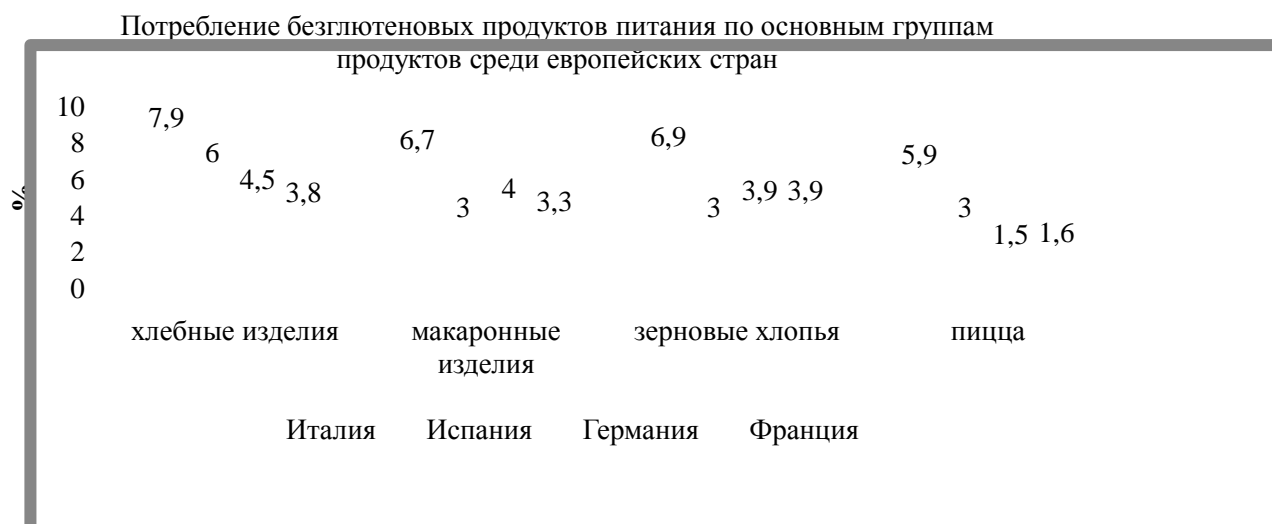 Потребление безглютеновых продуктов питания по основным группам
продуктов среди европейских стран
%
10
8
6
4
2
0
7,9
6
4,5
3,8
6,7
3
4
3,3
6,9
3
3,9
3,9
5,9
3
1,5
1,6
хлебные изделия
макаронные
изделия
зерновые хлопья
пицца
Италия
Испания
Германия
Франция